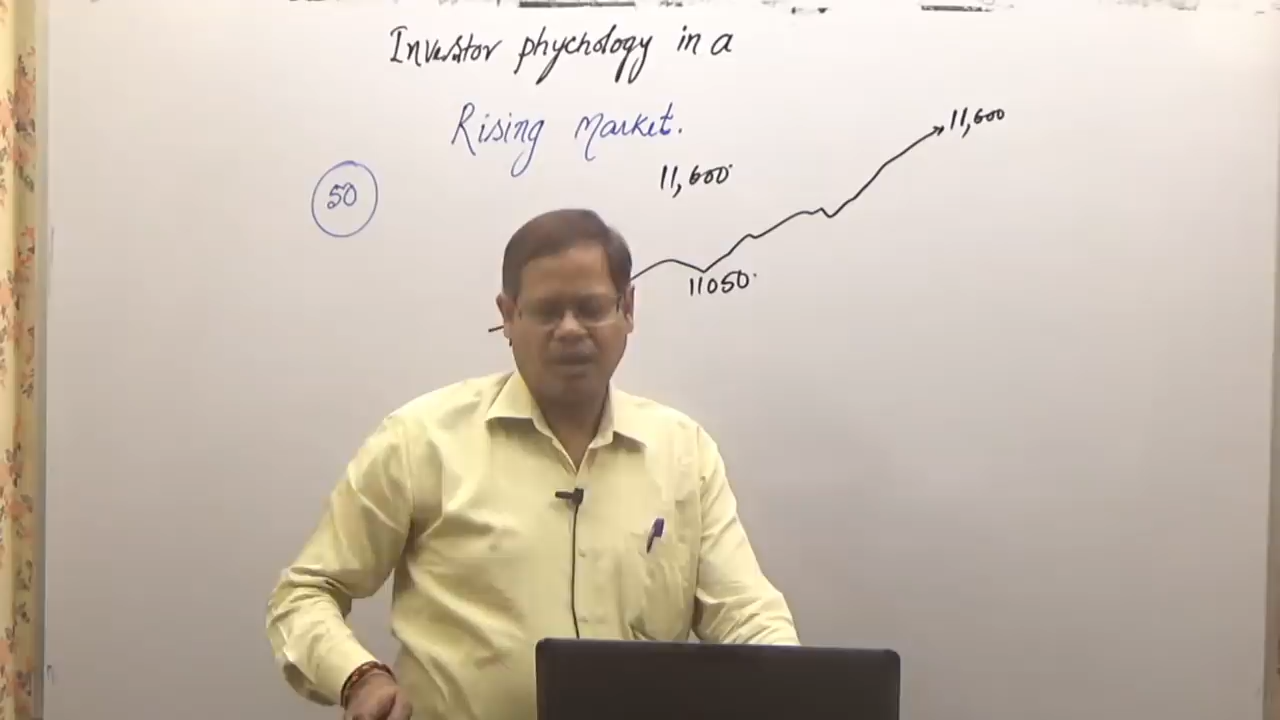 Investor phychology in a
Rising Market.
11,600
11,600
50
11050